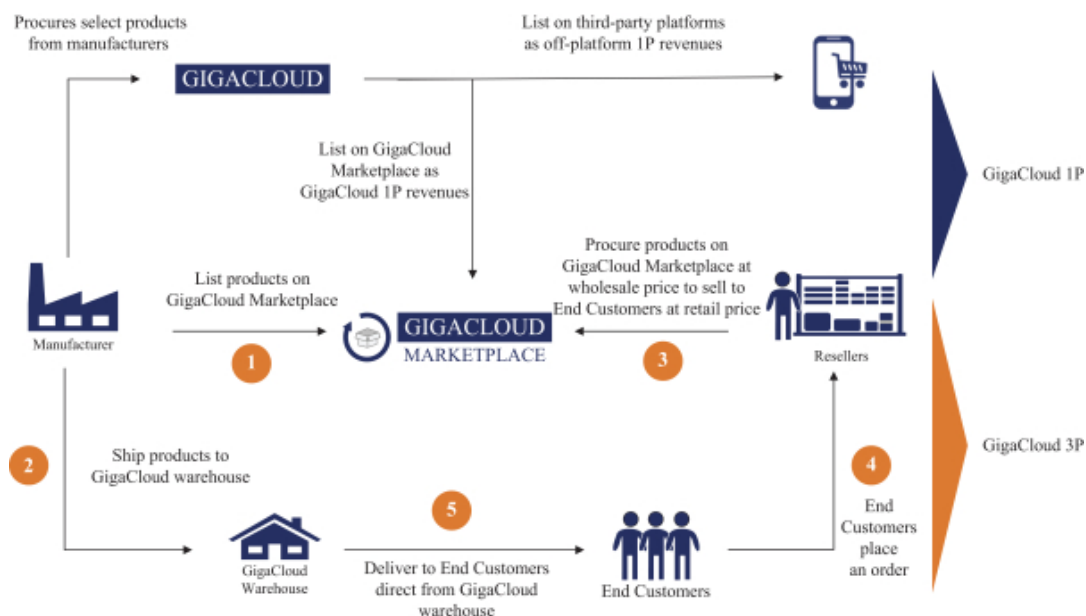 Procures select products
from manufacturers
List on third-party platforms
as off-platform 1P revenues
GIGACLOUD
List on GigaCloud
Marketplace as
GigaCloud 1P revenues
GigaCloud 1P
Manufacturer
List products on
GigaCloud Marketplace
1
GIGACLOUD
MARKETPLACE
Procure products on
GigaCloud Marketplace at
wholesale price to sell to
End Customers at retail price
3
Resellers
2
Ship products to
GigaCloud warehouse
GigaCloud
Warehouse
5
Deliver to End Customers
direct from GigaCloud
warehouse
End Customers
4
End
Customers
place
an order
GigaCloud 3P